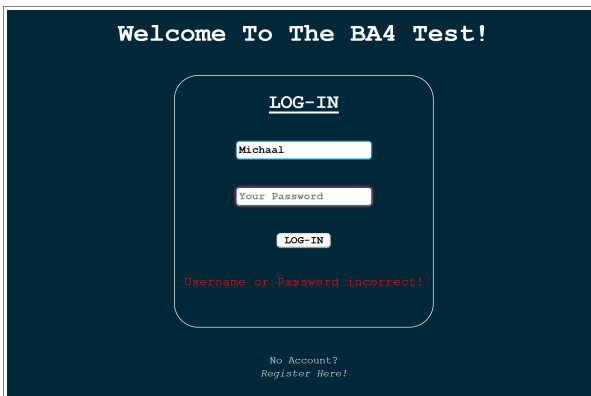 Welcome To The BA4 Test!
LOG-IN
Michaal
Your Password
LOG-IN
Username or Password incorrect!
No Account?
Register Here!